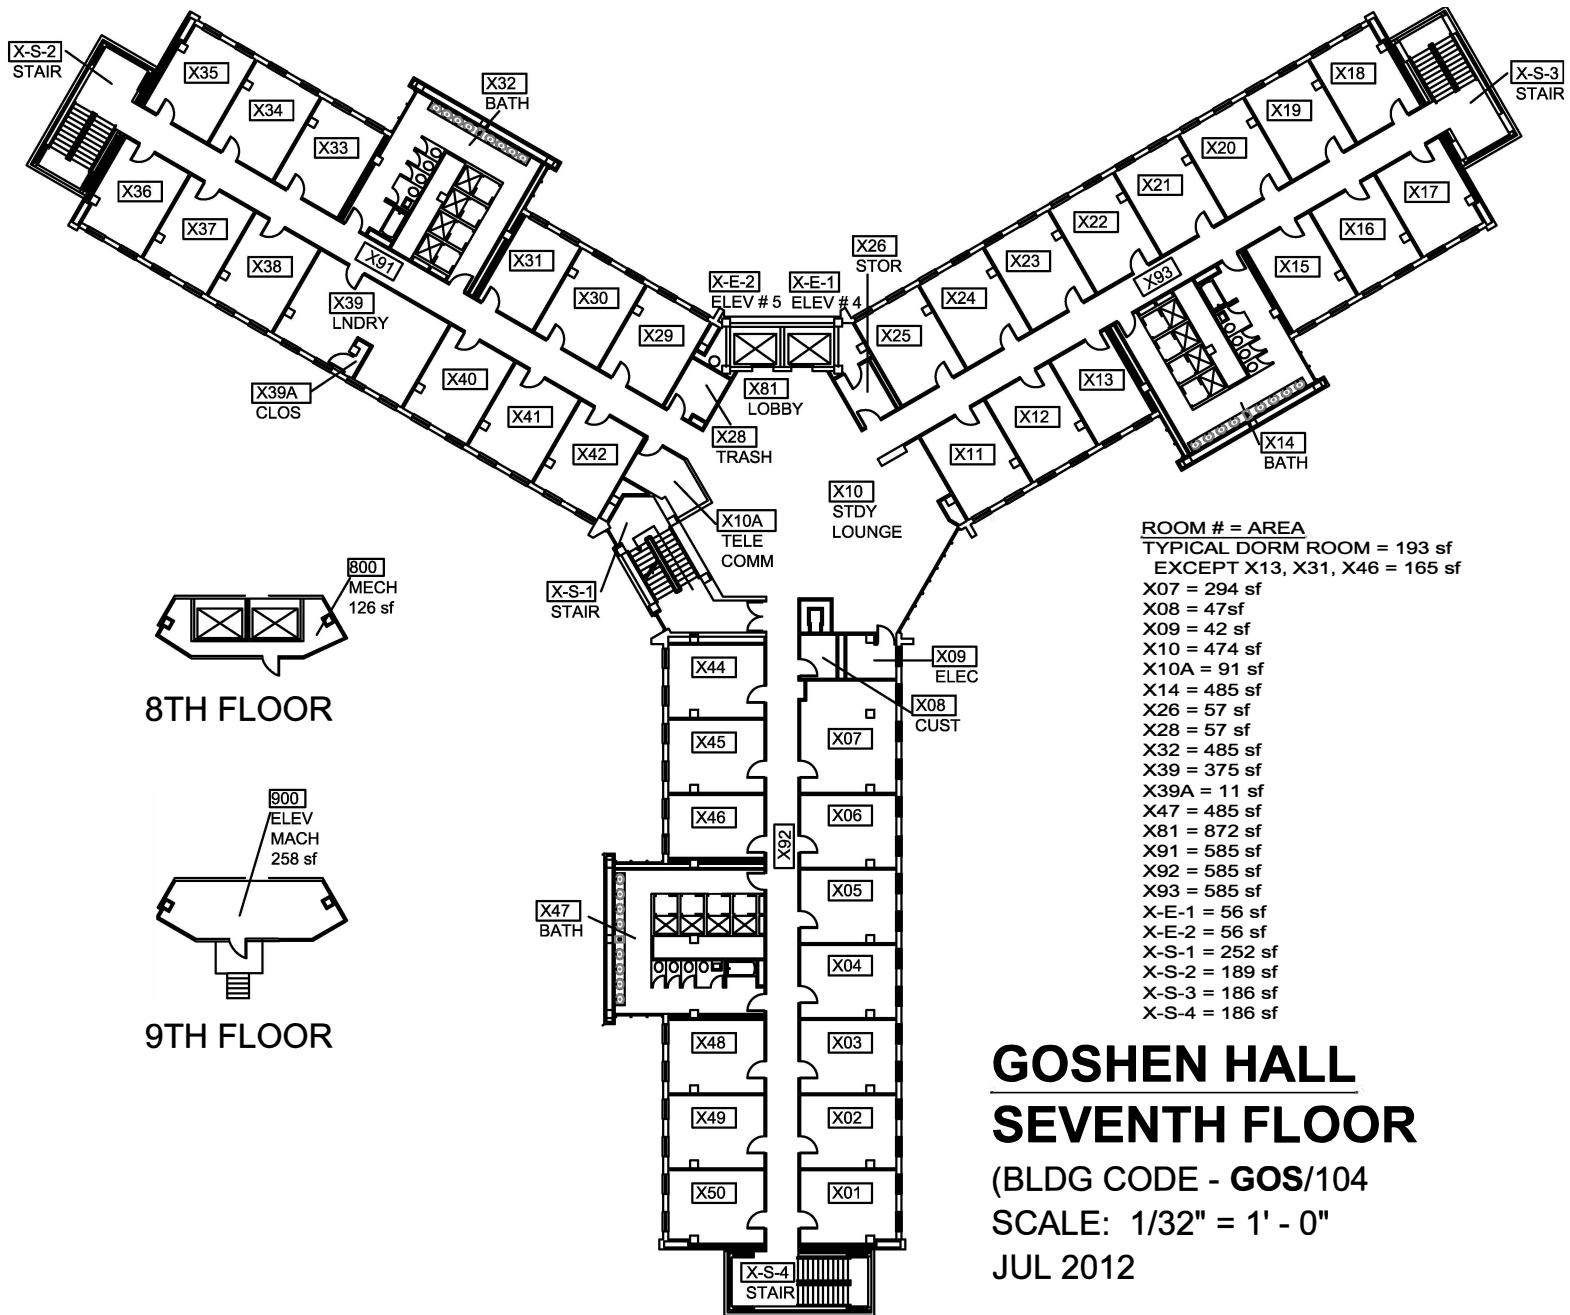 X-S-2
STAIR
X35
X34
X33
X32
BATH
X36
X37
X38
X91
X39
LNDRY
X39A
CLOS
X31
X30
X29
X40
X41
X42
X-E-2
ELEV # 5
X-E-1
ELEV # 4
X26
STOR
X81
LOBBY
X28
TRASH
X10A
TELE
COMM
X10
STDY
LOUNGE
X-S-1
STAIR
X18
X-S-3
STAIR
X19
X20
X21
X22
X23
X24
X25
X17
X16
X15
X93
X13
X12
X11
X14
BATH
X09
ELEC
X08
CUST
X44
X45
X46
X07
X06
X92
X05
X47
BATH
X04
X48
X03
X49
X02
X50
X01
X-S-4
STAIR
800
MECH
126 sf
8TH FLOOR
900
ELEV
MACH
258 sf
9TH FLOOR
ROOM # = AREA
TYPICAL DORM ROOM = 193 sf
EXCEPT X13, X31, X46 = 165 sf
X07 = 294 sf
X08 = 47sf
X09 = 42 sf
X10 = 474 sf
X10A = 91 sf
X14 = 485 sf
X26 = 57 sf
X28 = 57 sf
X32 = 485 sf
X39 = 375 sf
X39A = 11 sf
X47 = 485 sf
X81 = 872 sf
X91 = 585 sf
X92 = 585 sf
X93 = 585 sf
X-E-1 = 56 sf
X-E-2 = 56 sf
X-S-1 = 252 sf
X-S-2 = 189 sf
X-S-3 = 186 sf
X-S-4 = 186 sf
GOSHEN HALL
SEVENTH FLOOR
(BLDG CODE - GOS/104
SCALE: 1/32" = 1' - 0"
JUL 2012